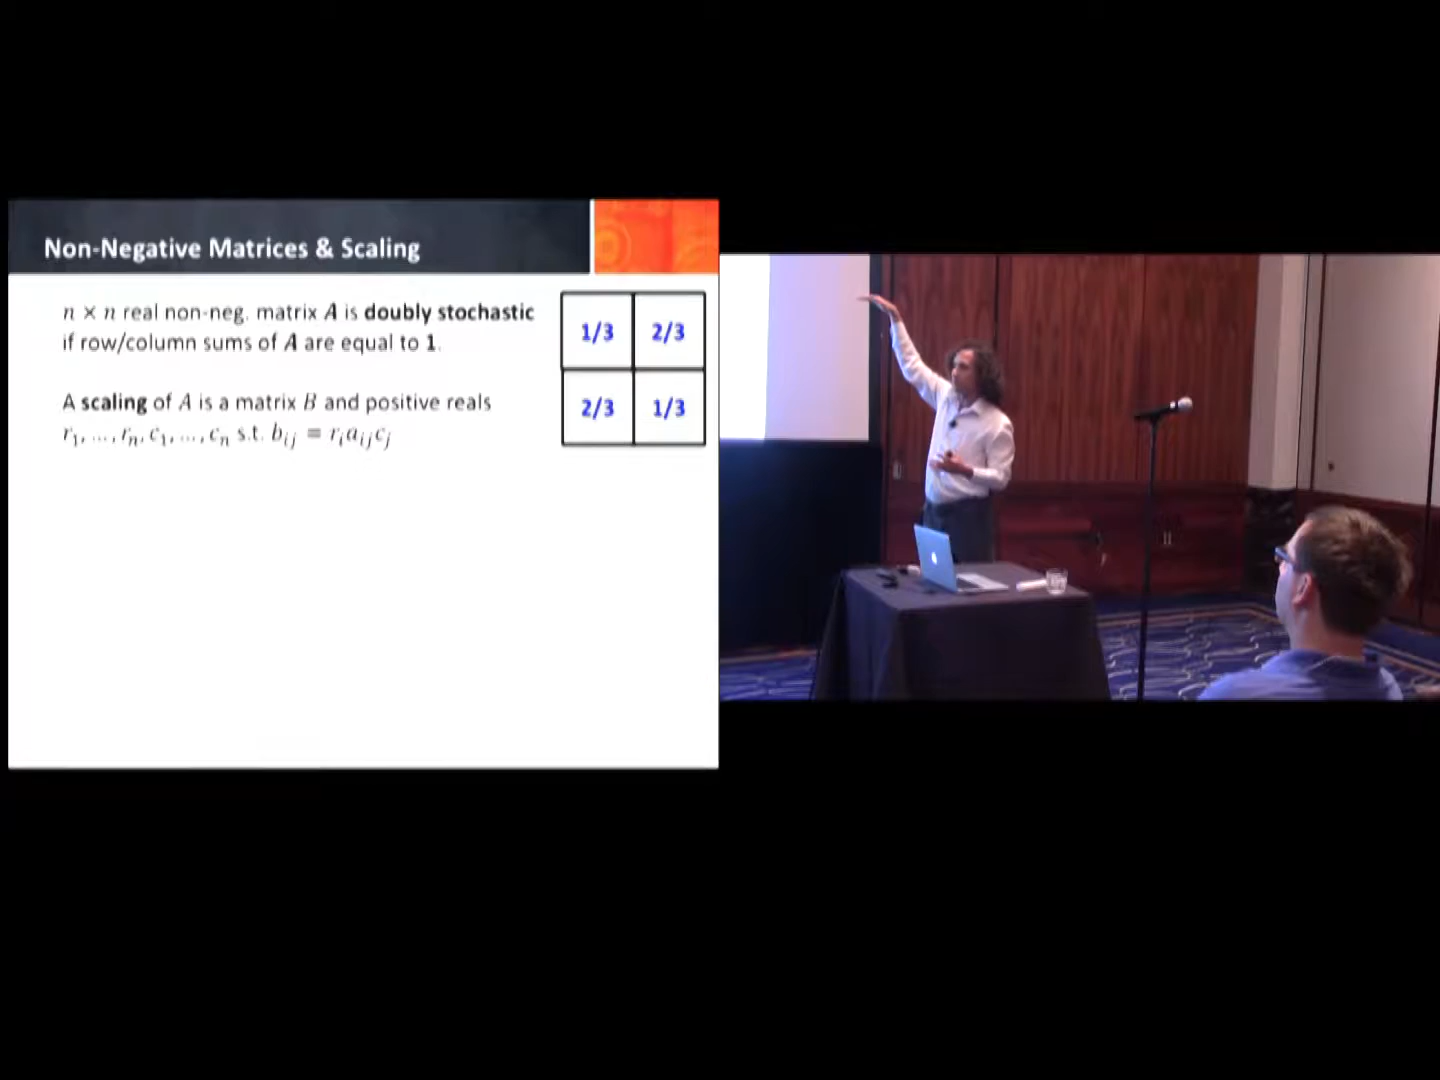 Non-Negative Matrices & Scaling
n × n real non-neg. matrix A is doubly stochastic
if row/column sums of A are equal to 1.
A scaling of A is a matrix B and positive reals
r₁, …, rₙ, c₁, …, cₙ s.t. bᵢⱼ = rᵢaᵢⱼcⱼ
1/3 2/3
2/3 1/3